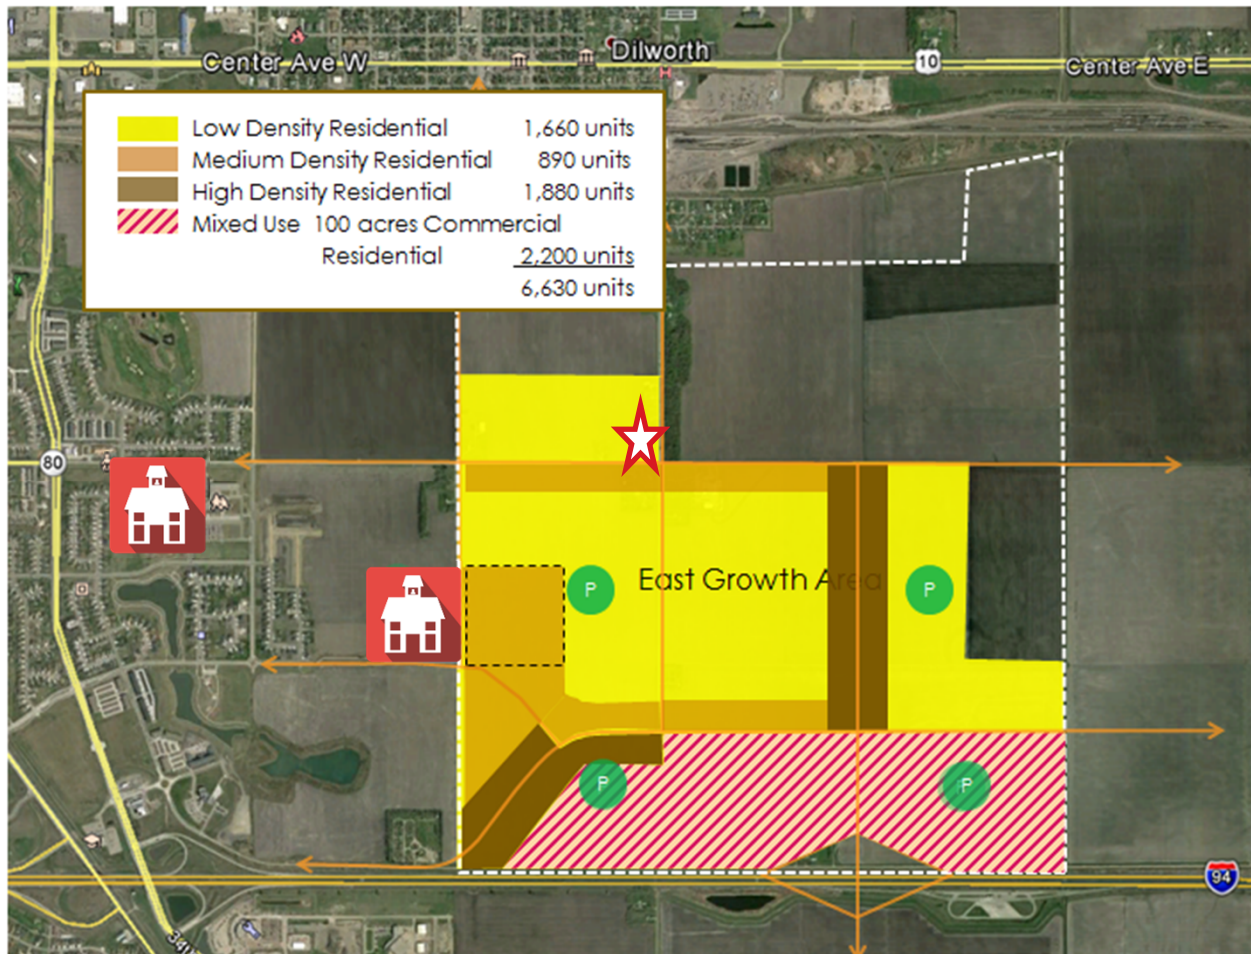 Center Ave W
Dilworth
10
Center Ave E
Low Density Residential 1,660 units
Medium Density Residential 890 units
High Density Residential 1,880 units
Mixed Use 100 acres Commercial
Residential 2,200 units
6,630 units
80
P
East Growth Area
P
P
P
94